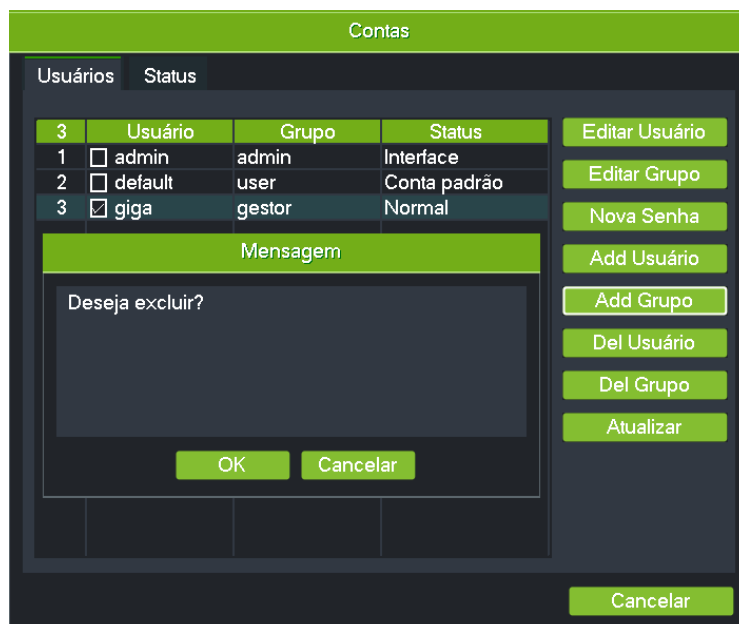 Contas
Usuários Status
3 Usuário Grupo Status
1 admin admin Interface
2 default user Conta padrão
3 giga gestor Normal
Mensagem
Deseja excluir?
OK Cancelar
Editar Usuário
Editar Grupo
Nova Senha
Add Usuário
Add Grupo
Del Usuário
Del Grupo
Atualizar
Cancelar